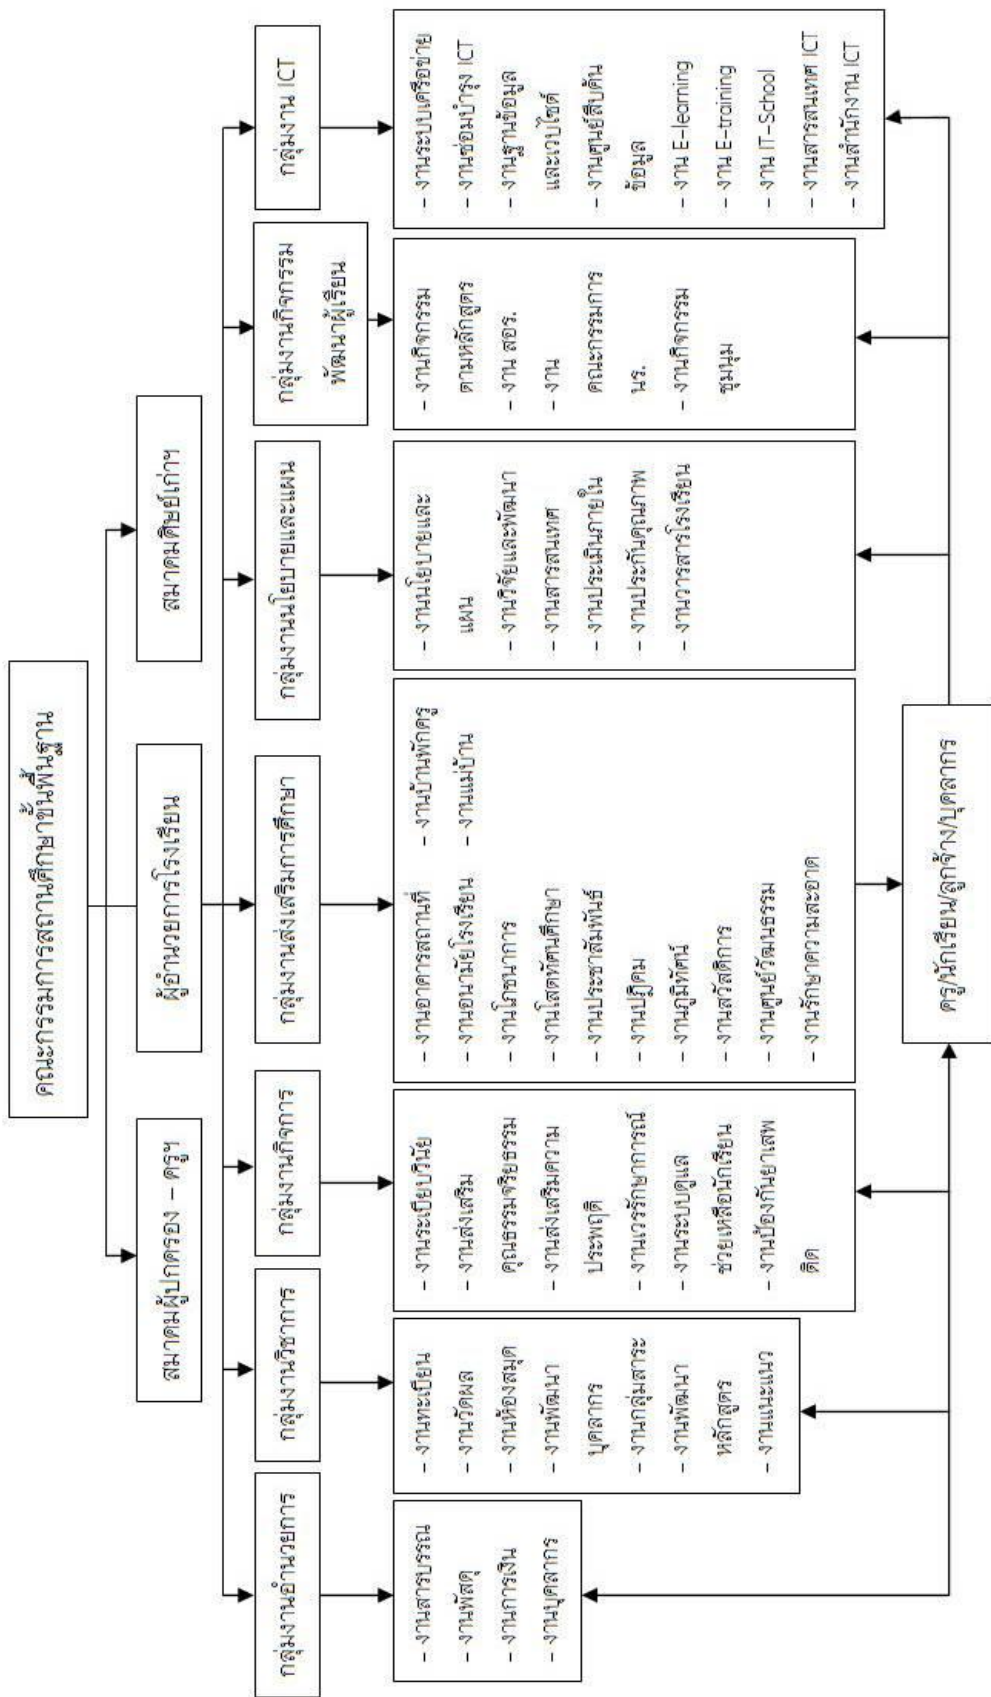 คณะกรรมการสถานศึกษาขั้นพื้นฐาน
สมาคมผู้ปกครอง – ครูฯ
ผู้อำนวยการโรงเรียน
สมาคมศิษย์เก่าฯ
กลุ่มงานอำนวยการ
กลุ่มงานวิชาการ
กลุ่มงานกิจการ
กลุ่มงานส่งเสริมการศึกษา
กลุ่มงานนโยบายและแผน
กลุ่มงานกิจกรรม
พัฒนาผู้เรียน
กลุ่มงาน ICT
– งานสารบรรณ
– งานพัสดุ
– งานการเงิน
– งานบุคลากร
– งานทะเบียน
– งานวัดผล
– งานห้องสมุด
– งานพัฒนา
บุคลากร
– งานกลุ่มสาระ
– งานพัฒนา
หลักสูตร
– งานแนะแนว
– งานระเบียบวินัย
– งานส่งเสริม
คุณธรรมจริยธรรม
– งานส่งเสริมความ
ประพฤติ
– งานเวรรักษาการณ์
– งานระบบดูแล
ช่วยเหลือนักเรียน
– งานป้องกันยาเสพ
ติด
– งานอาคารสถานที่
– งานอนามัยโรงเรียน
– งานโภชนาการ
– งานโสตทัศนศึกษา
– งานประชาสัมพันธ์
– งานปฏิคม
– งานภูมิทัศน์
– งานสวัสดิการ
– งานศูนย์วัฒนธรรม
– งานรักษาความสะอาด
– งานบ้านพักครู
– งานแม่บ้าน
– งานนโยบายและ
แผน
– งานวิจัยและพัฒนา
– งานสารสนเทศ
– งานประเมินภายใน
– งานประกันคุณภาพ
– งานวารสารโรงเรียน
– งานกิจกรรม
ตามหลักสูตร
– งาน สอร.
– งาน
คณะกรรมการ
นร.
– งานกิจกรรม
ชุมนุม
– งานระบบเครือข่าย
– งานซ่อมบำรุง ICT
– งานฐานข้อมูล
และเวบไซต์
– งานศูนย์สืบค้น
ข้อมูล
– งาน E-learning
– งาน E-training
– งาน IT-School
– งานสารสนเทศ ICT
– งานสำนักงาน ICT
ครู/นักเรียน/ลูกจ้าง/บุคลากร